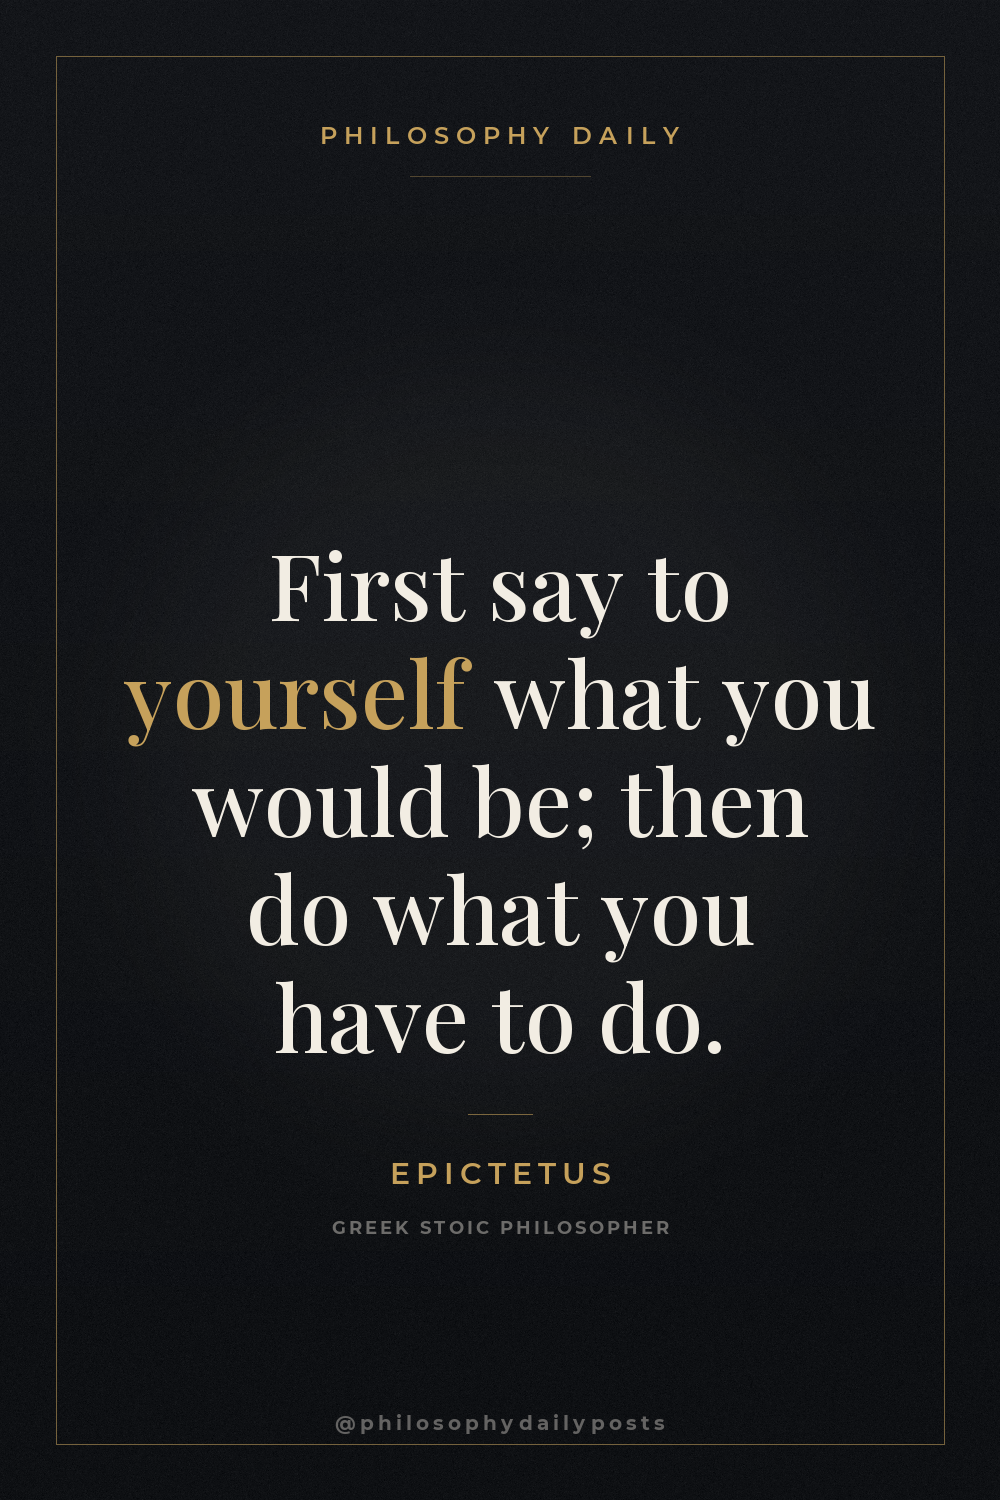 PHILOSOPHY DAILY
First say to
yourself what you
would be; then
do what you
have to do.
EPICTETUS
GREEK STOIC PHILOSOPHER
@philosophydailyposts